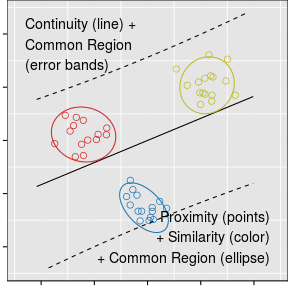 Continuity (line) +
Common Region
(error bands)
Proximity (points)
+ Similarity (color)
+ Common Region (ellipse)